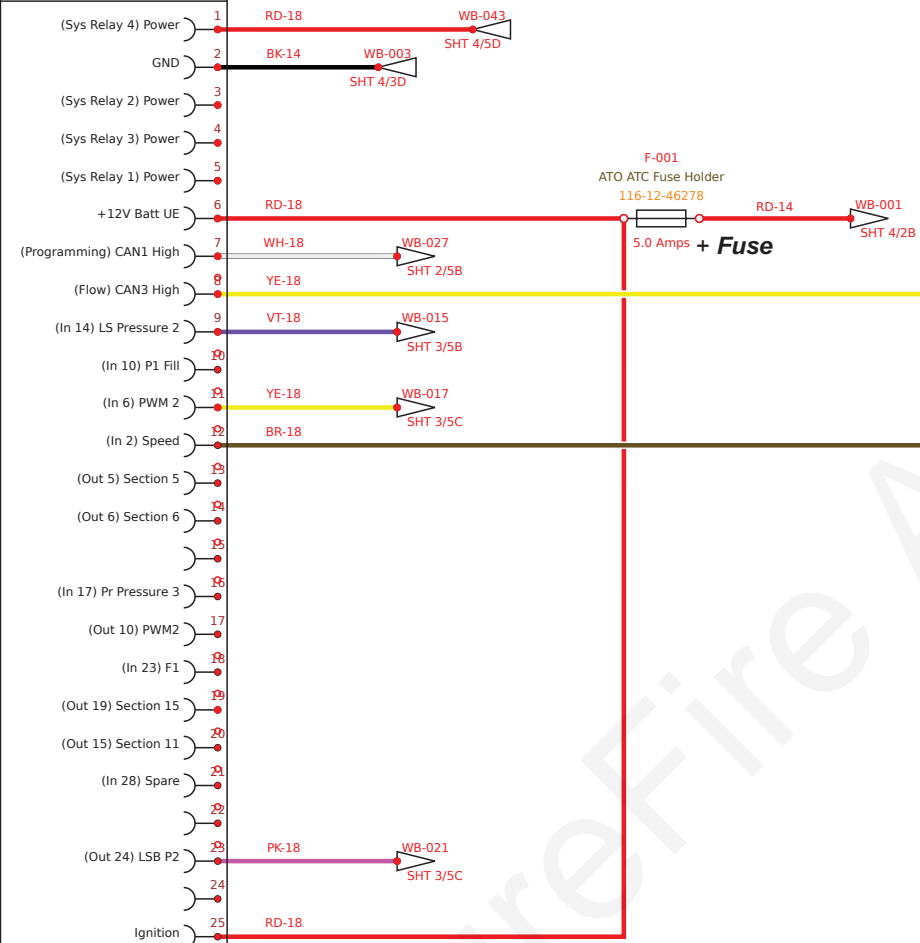 (Sys Relay 4) Power 1 RD-18 WB-043
SHT 4/5D
GND 2 BK-14 WB-003
SHT 4/3D
(Sys Relay 2) Power 3
(Sys Relay 3) Power 4
F-001
(Sys Relay 1) Power 5 ATO ATC Fuse Holder
116-12-46278
+12V Batt UE 6 RD-18 RD-14 WB-001
SHT 4/2B
5.0 Amps + Fuse
(Programming) CAN1 High 7 WH-18 WB-027
SHT 2/5B
(Flow) CAN3 High 8 YE-18
(In 14) LS Pressure 2 9 VT-18 WB-015
SHT 3/5B
(In 10) P1 Fill 10
(In 6) PWM 2 11 YE-18 WB-017
SHT 3/5C
(In 2) Speed 12 BR-18
(Out 5) Section 5 13
(Out 6) Section 6 14
15
(In 17) Pr Pressure 3 16
(Out 10) PWM2 17
(In 23) F1 18
(Out 19) Section 15 19
(Out 15) Section 11 20
(In 28) Spare 21
22
(Out 24) LSB P2 23 PK-18 WB-021
SHT 3/5C
24
Ignition 25 RD-18
ureFire A